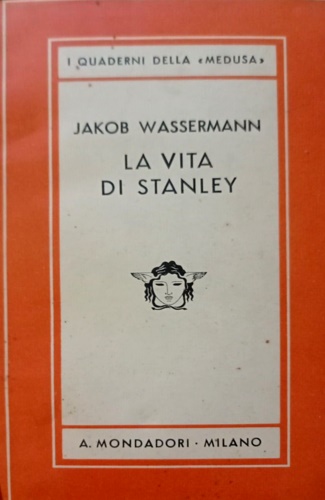 I QUADERNI DELLA «MEDUSA»
JAKOB WASSERMANN
LA VITA
DI STANLEY
A. MONDADORI · MILANO